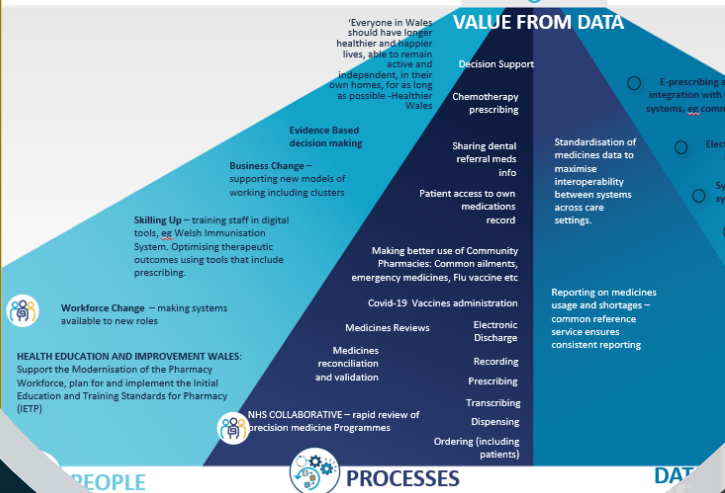 VALUE FROM DATA
'Everyone in Wales
should have longer
healthier and happier
lives, able to remain
active and
independent, in their
own homes, for as long
as possible -Healthier
Wales
Evidence Based
decision making
Business Change –
supporting new models of
working including clusters
Skilling Up – training staff in digital
tools, eg Welsh Immunisation
System. Optimising therapeutic
outcomes using tools that include
prescribing.
Workforce Change – making systems
available to new roles
HEALTH EDUCATION AND IMPROVEMENT WALES:
Support the Modernisation of the Pharmacy
Workforce, plan for and implement the Initial
Education and Training Standards for Pharmacy
(IETP)
PEOPLE
Decision Support
Chemotherapy
prescribing
Sharing dental
referral meds
info
Patient access to own
medications
record
Making better use of Community
Pharmacies: Common ailments,
emergency medicines, Flu vaccine etc
Covid-19 Vaccines administration
Medicines Reviews
Electronic
Discharge
Medicines
reconciliation
and validation
Recording
Prescribing
Transcribing
Dispensing
Ordering (including
patients)
NHS COLLABORATIVE – rapid review of
precision medicine Programmes
PROCESSES
Standardisation of
medicines data to
maximise
interoperability
between systems
across care
settings.
Reporting on medicines
usage and shortages –
common reference
service ensures
consistent reporting
E-prescribing
integration with
systems, eg
DAT